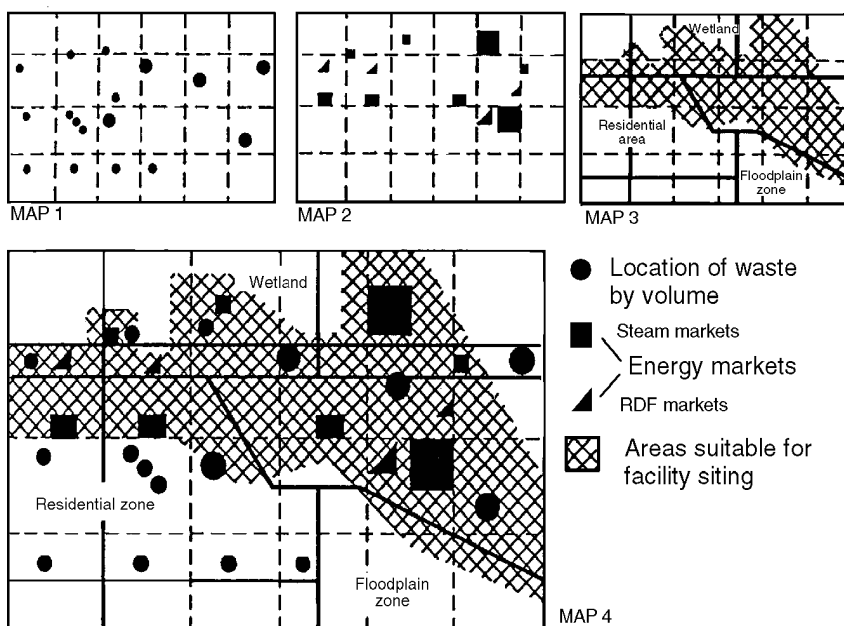 MAP 1
MAP 2
Wetland
Residential
area
Floodplain
zone
MAP 3
Wetland
Residential zone
Floodplain
zone
MAP 4
Location of waste
by volume
Steam markets
Energy markets
RDF markets
Areas suitable for
facility siting